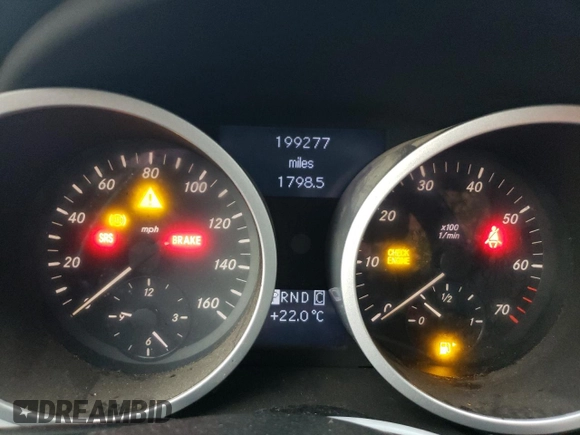 199277
miles
1798.5
20
40
60
80
100
120
140
160
mph
SRS
BRAKE
12
3
6
9
PRND C
+22.0 °C
0
10
20
30
40
50
60
70
x100
1/min
CHECK
ENGINE
0
1/2
1
DREAMBID